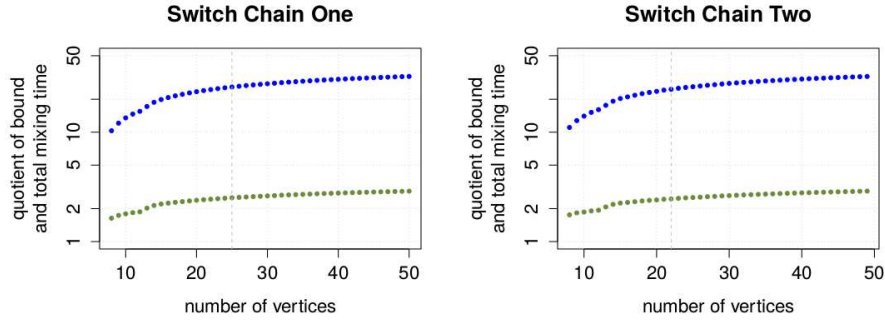 Switch Chain One
quotient of bound
and total mixing time
50
10
5
2
1
10 20 30 40 50
number of vertices
Switch Chain Two
quotient of bound
and total mixing time
50
10
5
2
1
10 20 30 40 50
number of vertices